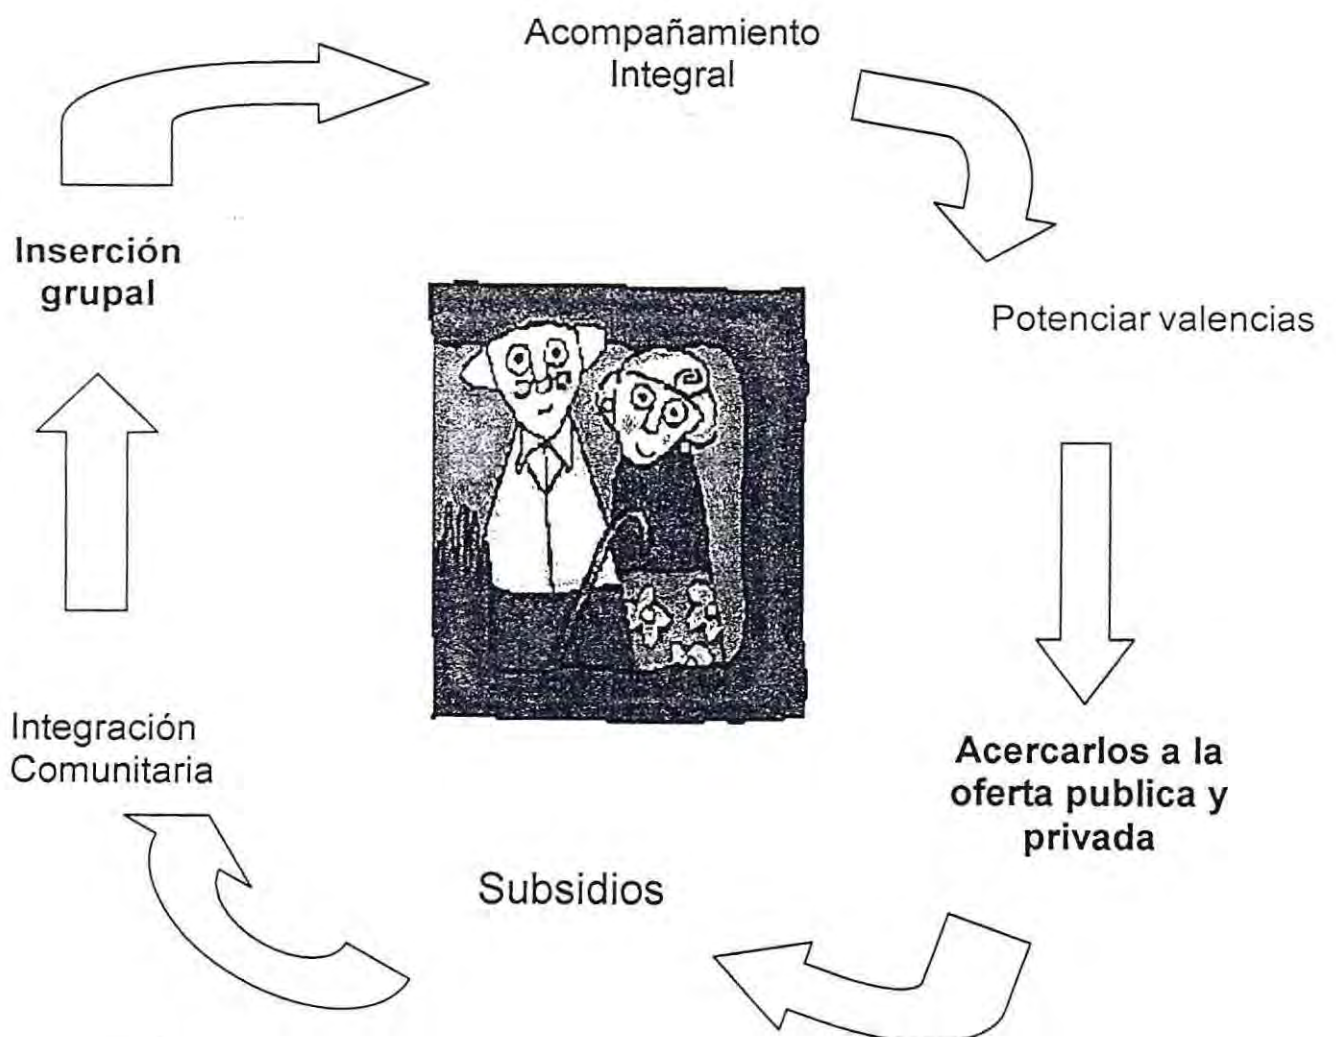 Acompañamiento
Integral
Inserción
grupal
Potenciar valencias
Integración
Comunitaria
Acercarlos a la
oferta publica y
privada
Subsidios